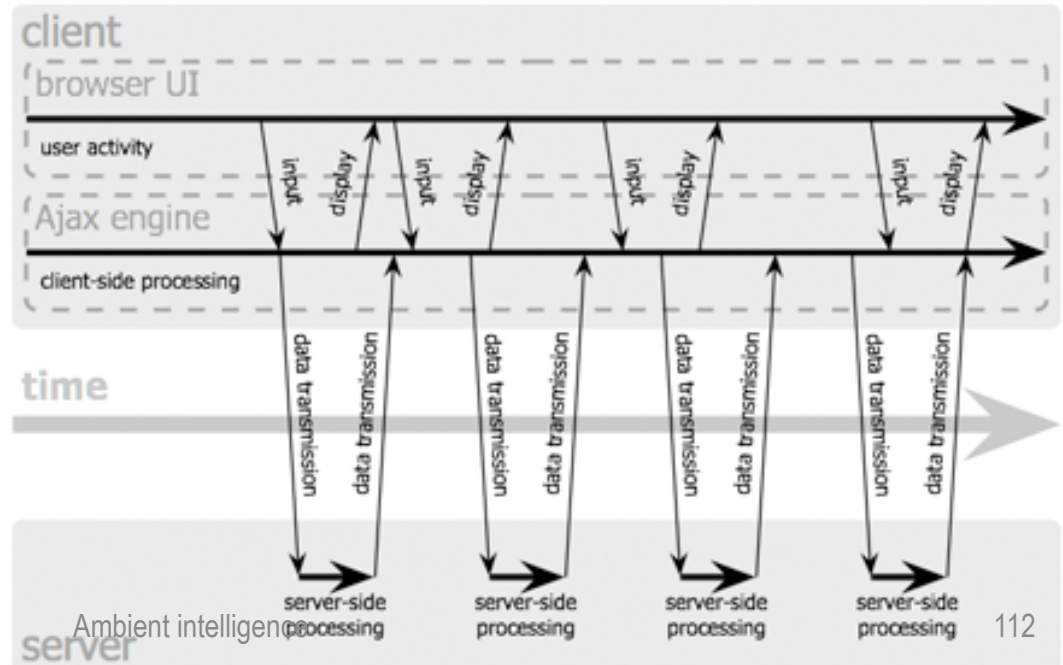 client
browser UI
user activity
input
display
input
display
input
display
input
display
Ajax engine
client-side processing
data transmission
data transmission
data transmission
data transmission
data transmission
data transmission
data transmission
data transmission
time
server-side
processing
server-side
processing
server-side
processing
server-side
processing
Ambient intelligence
112
server